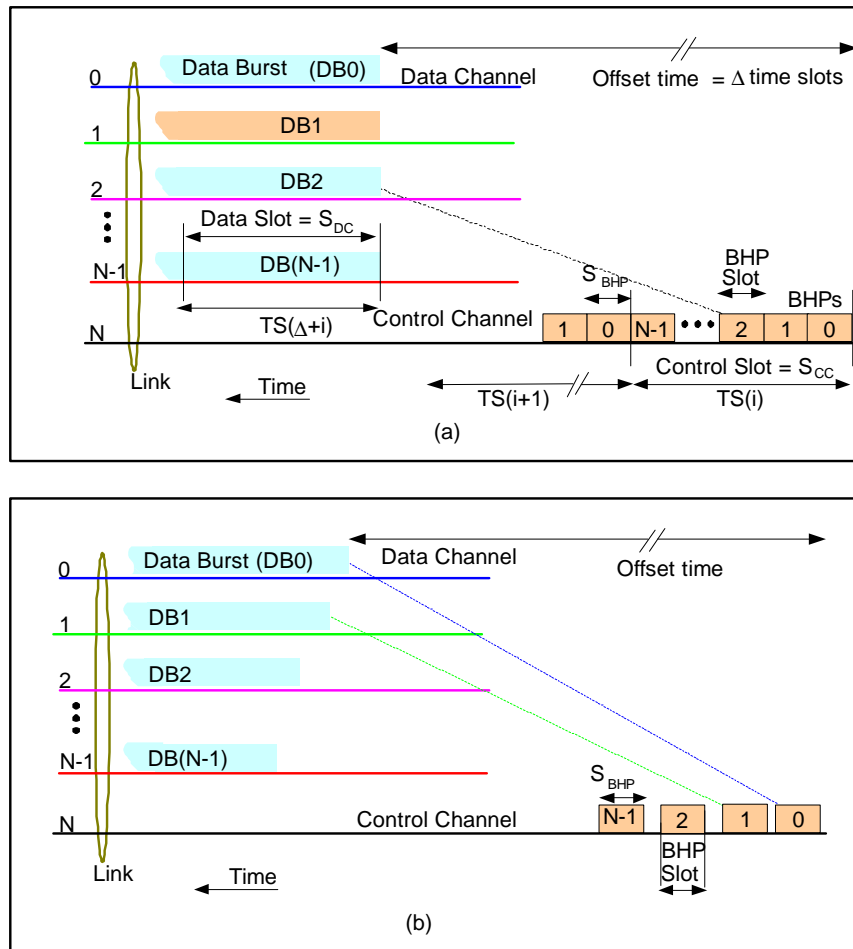 0
Data Burst (DB0)
Data Channel
Offset time = Δ time slots
1
DB1
2
DB2
Data Slot = S_DC
N-1
DB(N-1)
TS(Δ+i)
S_BHP
BHP
Slot
BHPs
Control Channel
1 0 N-1 2 1 0
N
Link
Time
Control Slot = S_CC
TS(i+1)
TS(i)
(a)
0
Data Burst (DB0)
Data Channel
Offset time
1
DB1
2
DB2
N-1
DB(N-1)
S_BHP
N
Control Channel
N-1 2 1 0
BHP
Slot
Link
Time
(b)